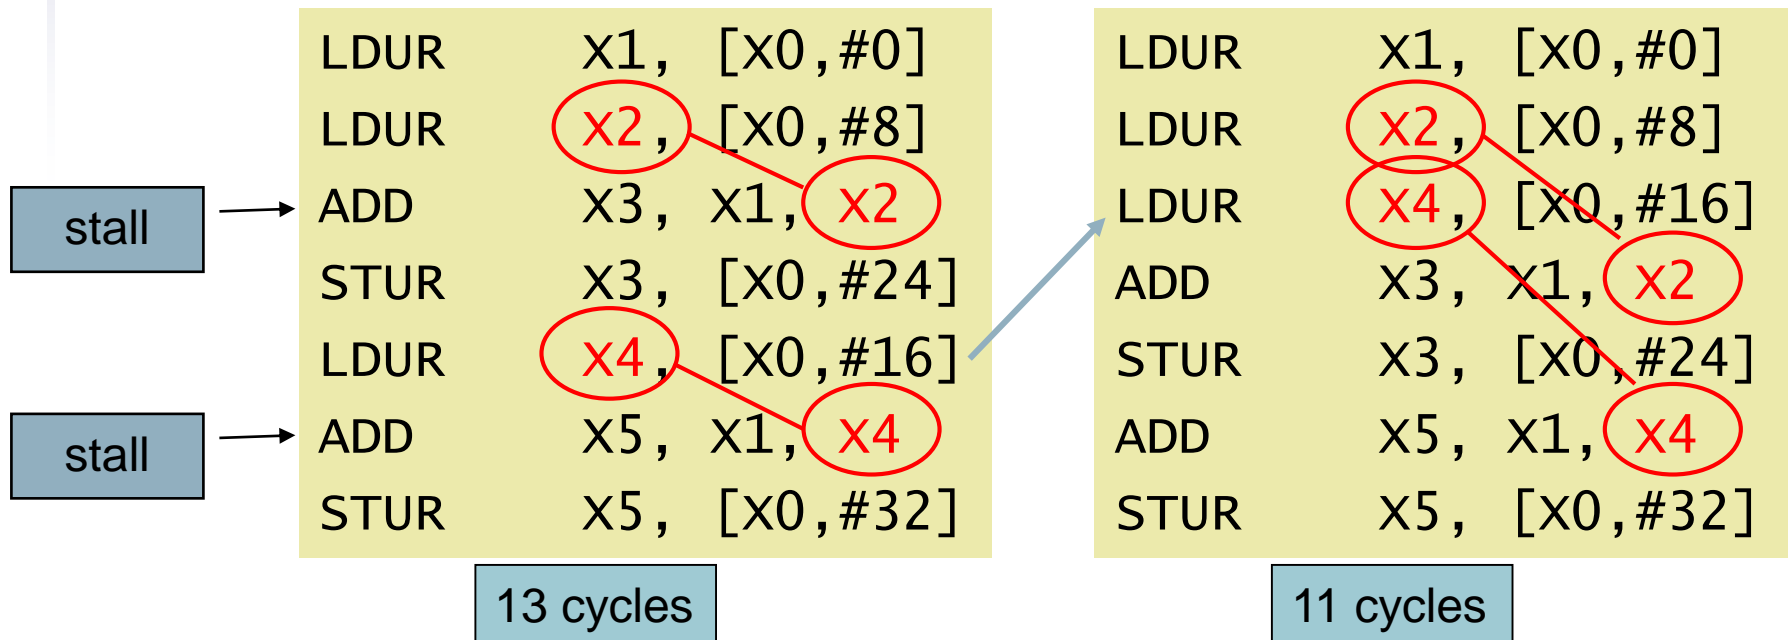 LDUR X1, [X0,#0]
LDUR X2, [X0,#8]
stall
ADD X3, X1, X2
STUR X3, [X0,#24]
LDUR X4, [X0,#16]
stall
ADD X5, X1, X4
STUR X5, [X0,#32]
13 cycles
LDUR X1, [X0,#0]
LDUR X2, [X0,#8]
LDUR X4, [X0,#16]
ADD X3, X1, X2
STUR X3, [X0,#24]
ADD X5, X1, X4
STUR X5, [X0,#32]
11 cycles